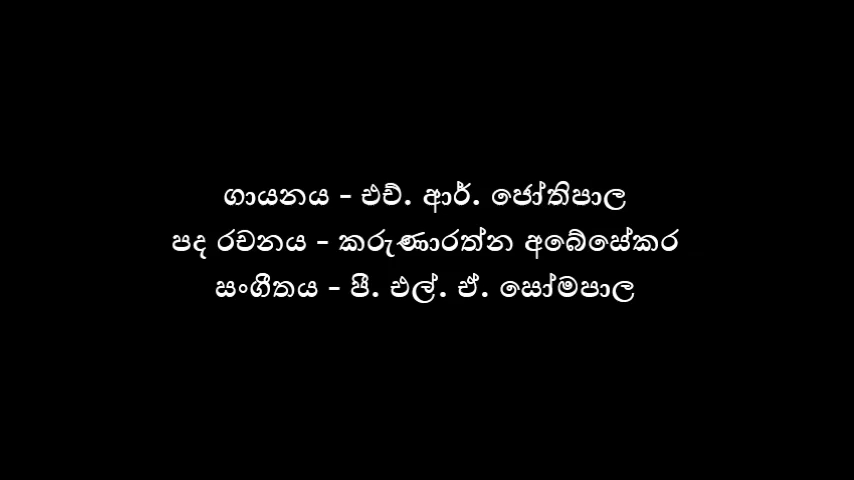 ගායනය - එච්. ආර්. ජෝතිපාල
පද රචනය - කරුණාරත්න අබේසේකර
සංගීතය - පී. එල්. ඒ. සෝමපාල